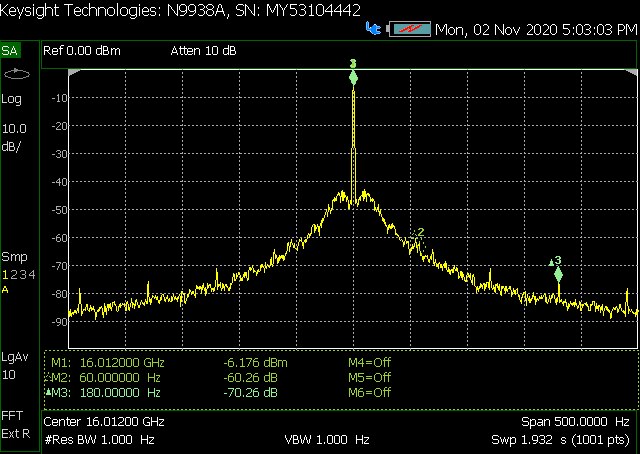 Keysight Technologies: N9938A, SN: MY53104442
Mon, 02 Nov 2020 5:03:03 PM
SA
Ref 0.00 dBm Atten 10 dB
3
Log
-10
10.0
-20
dB/
-30
-40
-50
2
-60
3
Smp
-70
1234
A
-80
-90
LgAv
M1: 16.012000 GHz -6.176 dBm M4=Off
10
M2: 60.000000 Hz -60.26 dB M5=Off
M3: 180.00000 Hz -70.26 dB M6=Off
FFT
Center 16.01200 GHz Span 500.0000 Hz
Ext R
#Res BW 1.000 Hz VBW 1.000 Hz Swp 1.932 s (1001 pts)